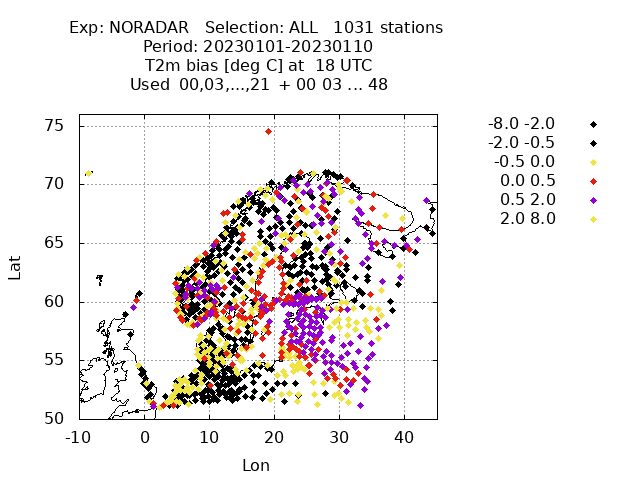 Exp: NORADAR   Selection: ALL   1031 stations
Period: 20230101-20230110
T2m bias [deg C] at  18 UTC
Used  00,03,...,21  + 00 03 ... 48
-8.0 -2.0
-2.0 -0.5
-0.5 0.0
0.0 0.5
0.5 2.0
2.0 8.0
75
70
65
60
55
50
Lat
-10 0 10 20 30 40
Lon